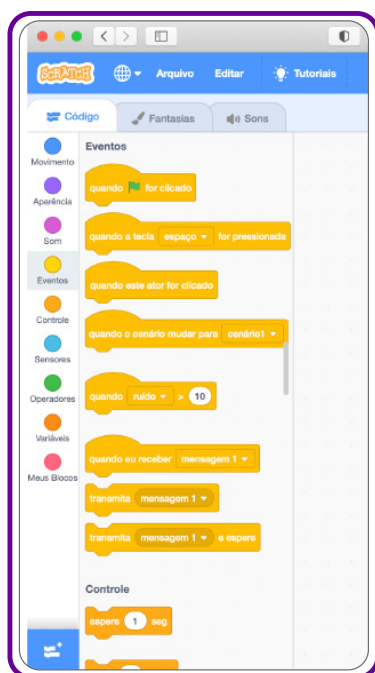 SCRATCH
Arquivo Editar Tutoriais
Código Fantasias Sons
Movimento
Aparência
Som
Eventos
Controle
Sensores
Operadores
Variáveis
Meus Blocos
Eventos
quando for clicado
quando a tecla espaço for pressionada
quando este ator for clicado
quando o cenário mudar para cenário1
quando ruído > 10
quando eu receber mensagem 1
transmita mensagem 1
transmita mensagem 1 e espere
Controle
espere 1 seg